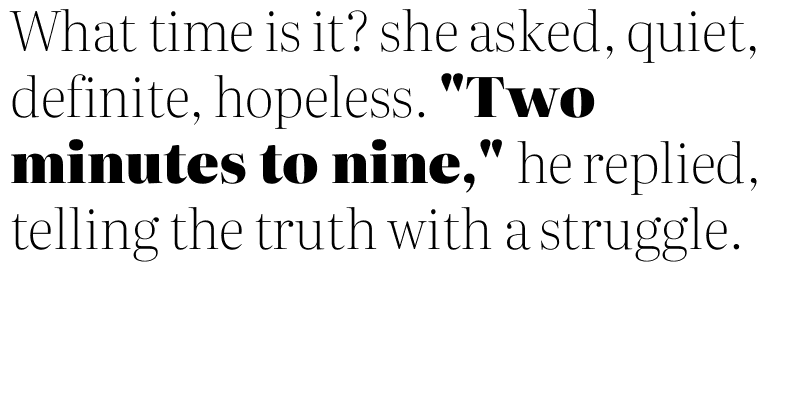 What time is it? she asked, quiet,
definite, hopeless. "Two
minutes to nine," he replied,
telling the truth with a struggle.